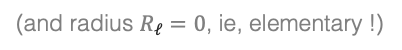 (and radius Rℓ = 0, ie, elementary !)